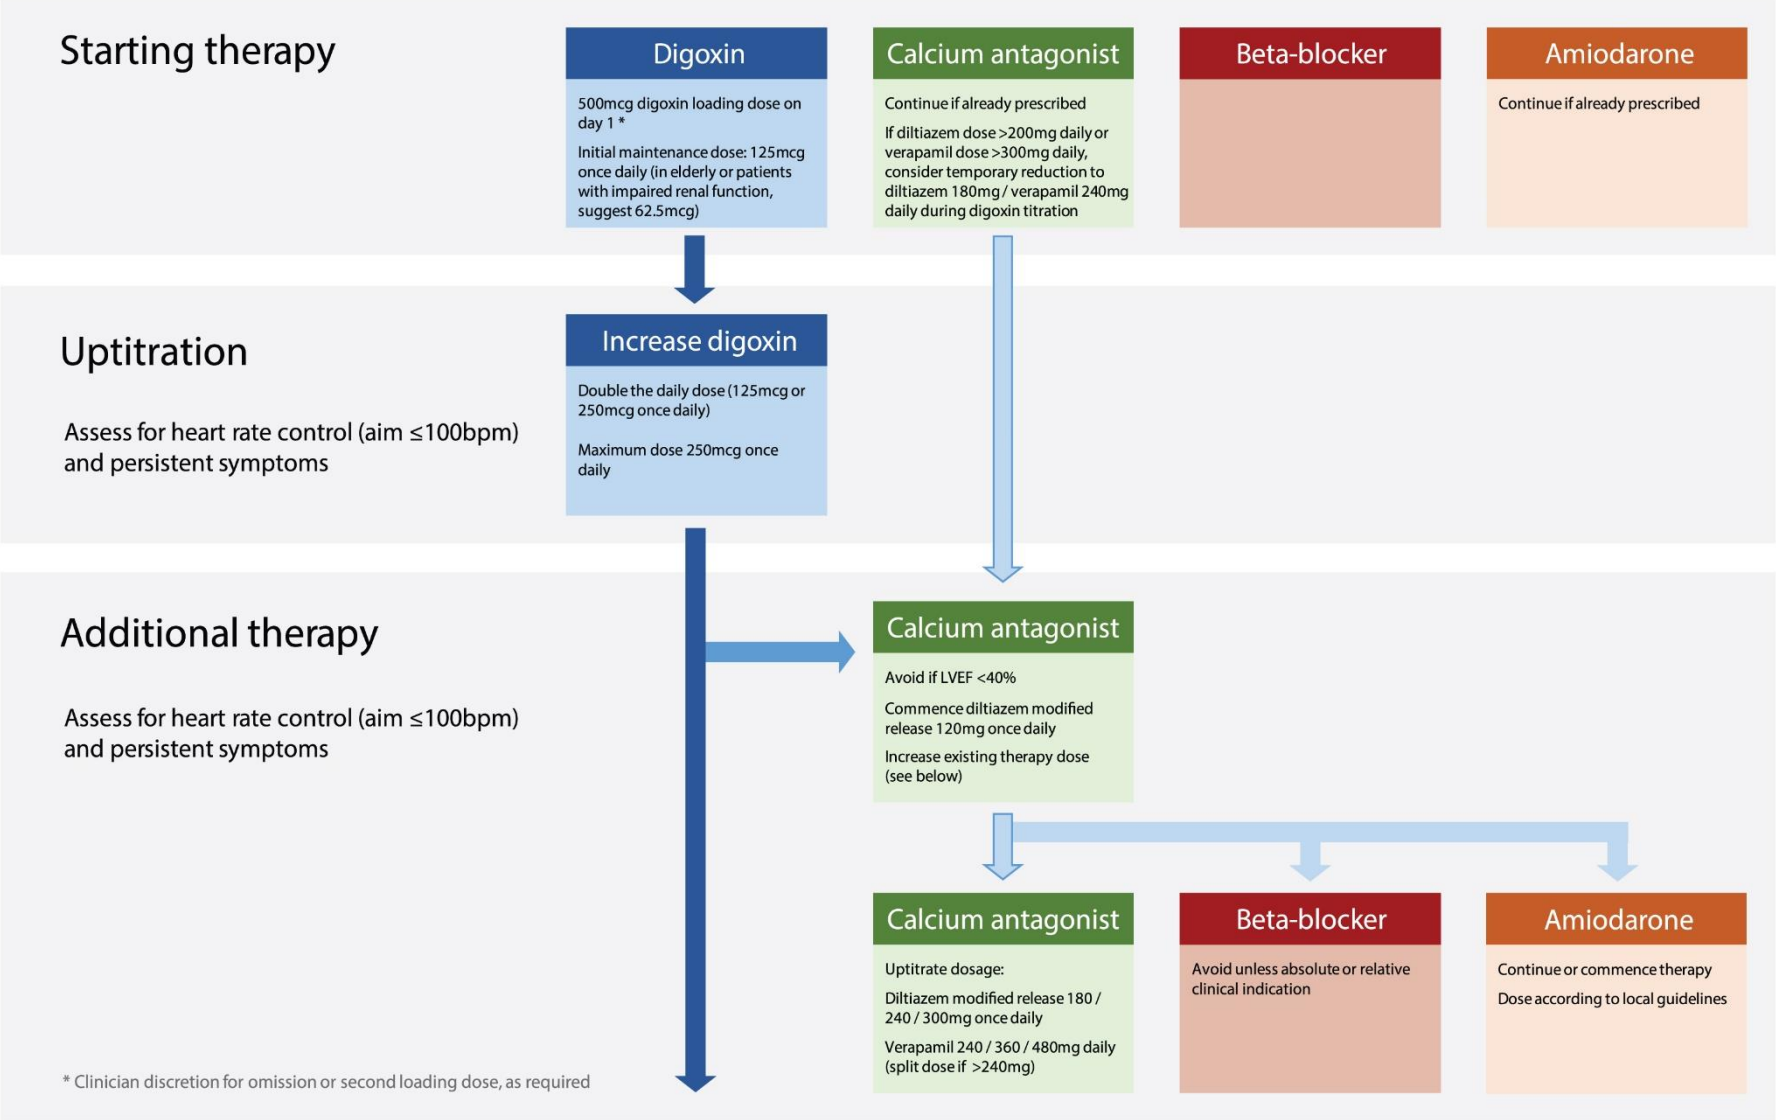 Starting therapy
Digoxin
500mcg digoxin loading dose on
day 1 *
Initial maintenance dose: 125mcg
once daily (in elderly or patients
with impaired renal function,
suggest 62.5mcg)
Calcium antagonist
Continue if already prescribed
If diltiazem dose >200mg daily or
verapamil dose >300mg daily,
consider temporary reduction to
diltiazem 180mg / verapamil 240mg
daily during digoxin titration
Beta-blocker
Amiodarone
Continue if already prescribed
Uptitration
Assess for heart rate control (aim ≤100bpm)
and persistent symptoms
Increase digoxin
Double the daily dose (125mcg or
250mcg once daily)
Maximum dose 250mcg once
daily
Additional therapy
Assess for heart rate control (aim ≤100bpm)
and persistent symptoms
Calcium antagonist
Avoid if LVEF <40%
Commence diltiazem modified
release 120mg once daily
Increase existing therapy dose
(see below)
Calcium antagonist
Uptitrate dosage:
Diltiazem modified release 180 /
240 / 300mg once daily
Verapamil 240 / 360 / 480mg daily
(split dose if >240mg)
Beta-blocker
Avoid unless absolute or relative
clinical indication
Amiodarone
Continue or commence therapy
Dose according to local guidelines
* Clinician discretion for omission or second loading dose, as required